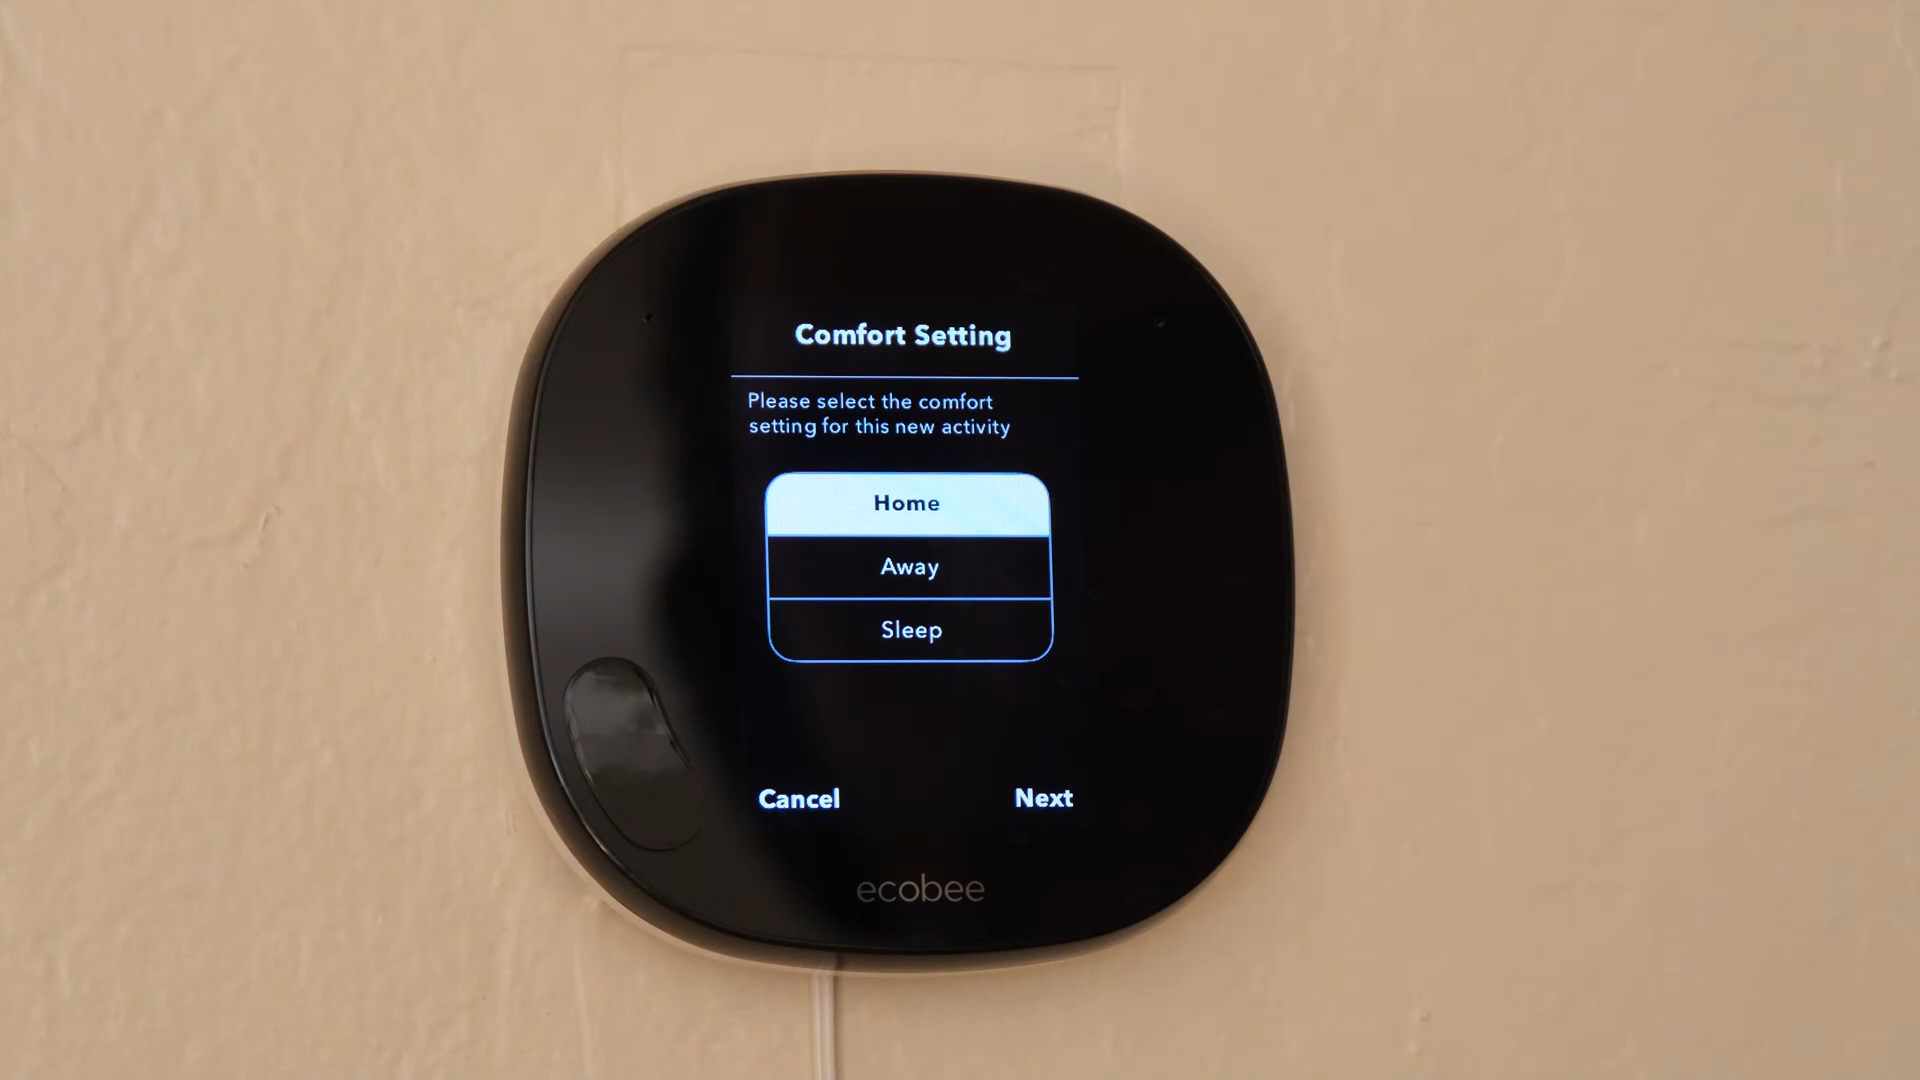 Comfort Setting
Please select the comfort
setting for this new activity
Home
Away
Sleep
Cancel Next
ecobee